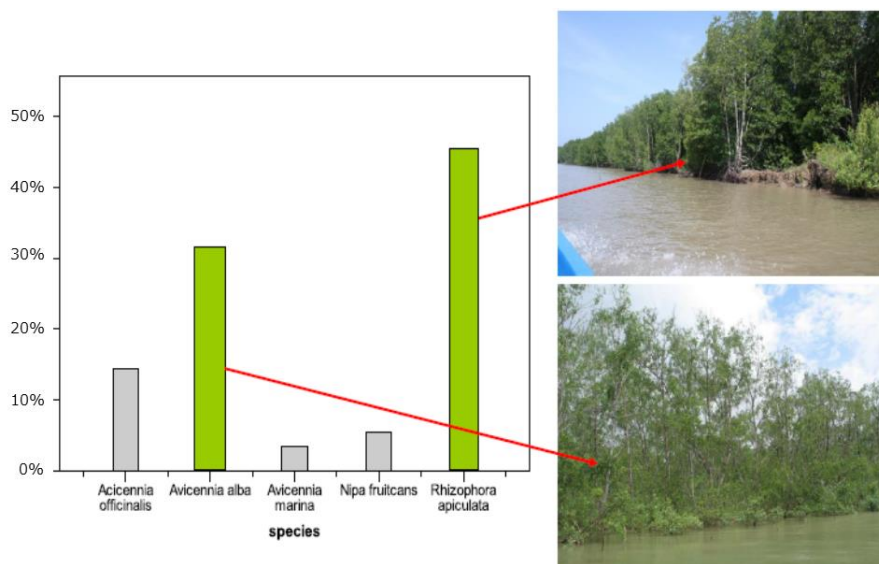 50%
40%
30%
20%
10%
0%
Acicennia
officinalis
Avicennia alba
Avicennia
marina
Nipa fruitcans
Rhizophora
apiculata
species